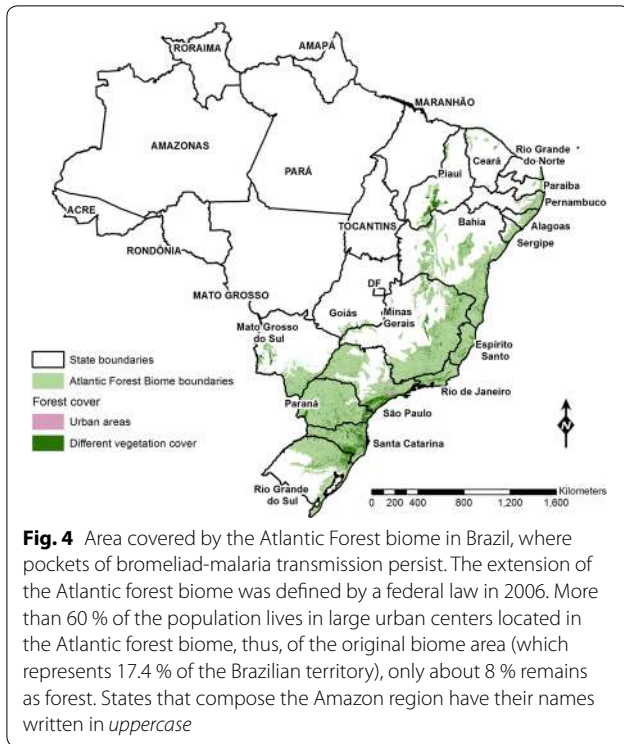 RORAIMA
AMAPÁ
MARANHÃO
AMAZONAS
PARÁ
Ceará
Rio Grande
do Norte
Piauí
Paraíba
Pernambuco
ACRE
TOCANTINS
Bahia
Alagoas
Sergipe
RONDÔNIA
MATO GROSSO
DF
Goiás
Minas
Gerais
Mato Grosso
do Sul
Espírito
Santo
State boundaries
Atlantic Forest Biome boundaries
Rio de Janeiro
Forest cover
Paraná
São Paulo
Urban areas
Different vegetation cover
Santa Catarina
N
Rio Grande
do Sul
Kilometers
0 200 400 800 1,200 1,600
Fig. 4 Area covered by the Atlantic Forest biome in Brazil, where
pockets of bromeliad-malaria transmission persist. The extension of
the Atlantic forest biome was defined by a federal law in 2006. More
than 60 % of the population lives in large urban centers located in
the Atlantic forest biome, thus, of the original biome area (which
represents 17.4 % of the Brazilian territory), only about 8 % remains
as forest. States that compose the Amazon region have their names
written in uppercase